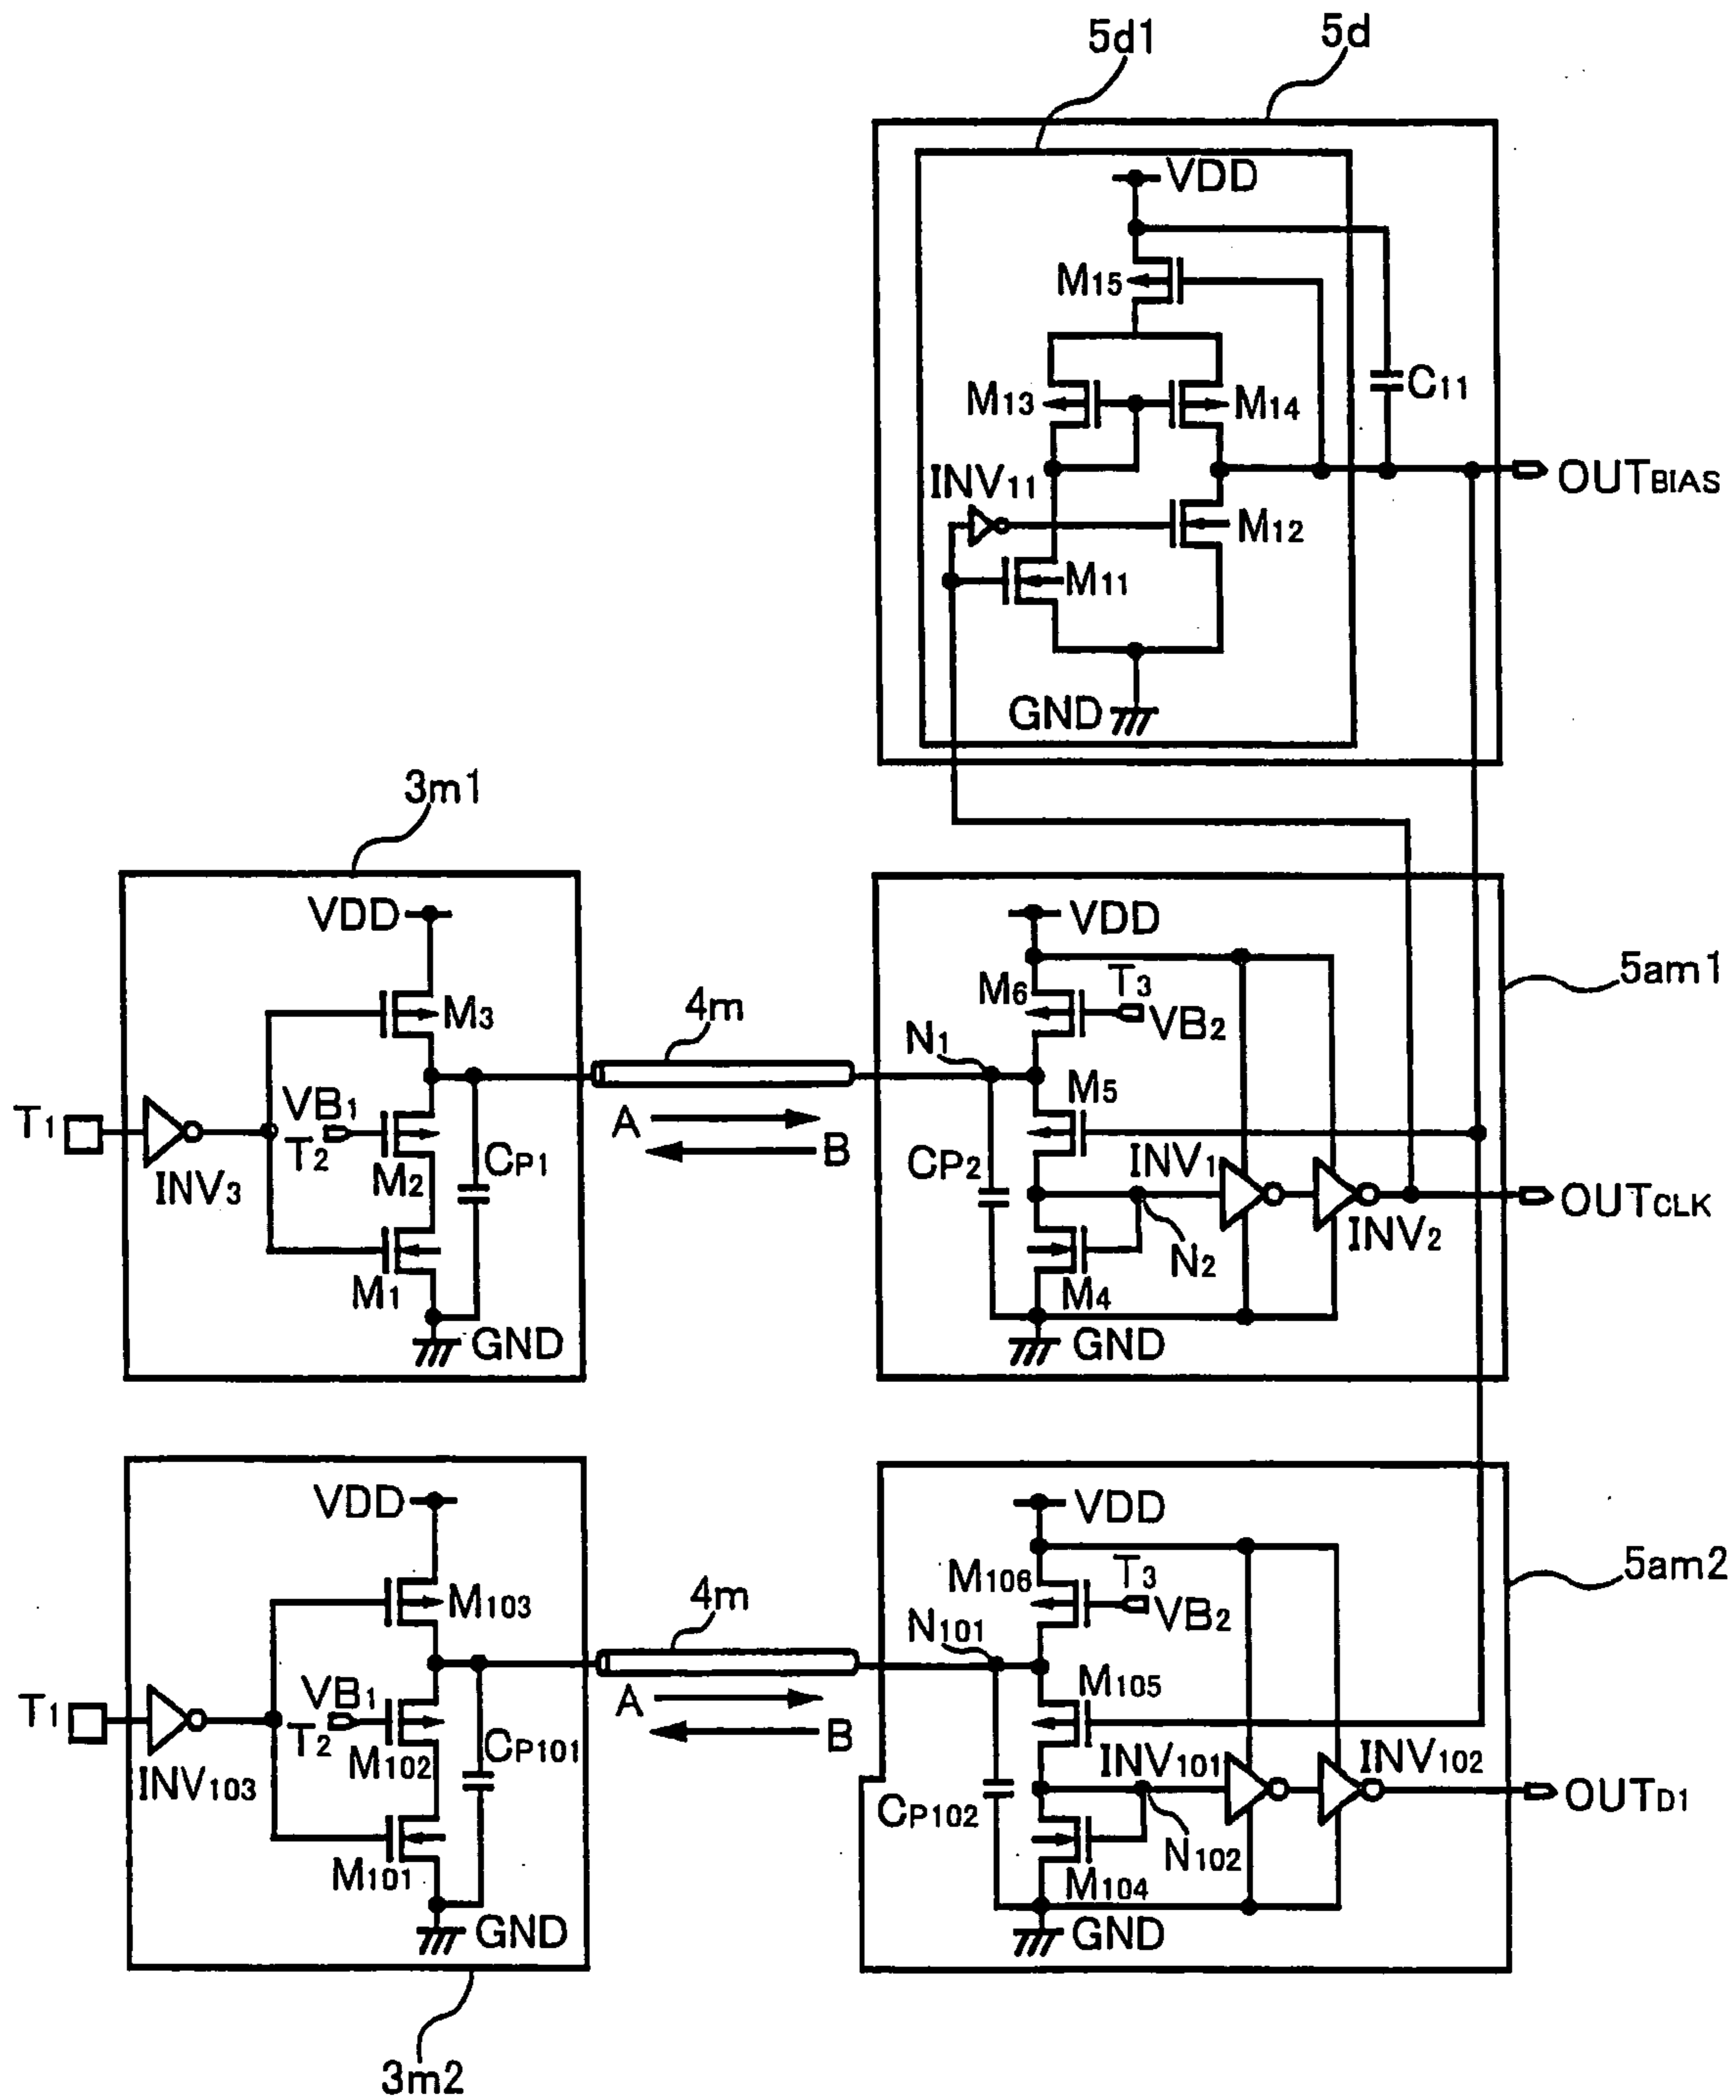 5d1
5d
VDD
M15
M13
M14
C11
INV11
OUTBIAS
M12
M11
GND
3m1
VDD
M3
T1
INV3
VB1
T2
M2
CP1
M1
GND
4m
A
B
VDD
5am1
M6
T3
VB2
N1
M5
CP2
INV1
OUTCLK
INV2
N2
M4
GND
VDD
M103
T1
INV103
VB1
T2
M102
CP101
M101
GND
3m2
4m
A
B
VDD
5am2
M106
T3
VB2
N101
M105
INV101
INV102
CP102
OUTD1
N102
M104
GND